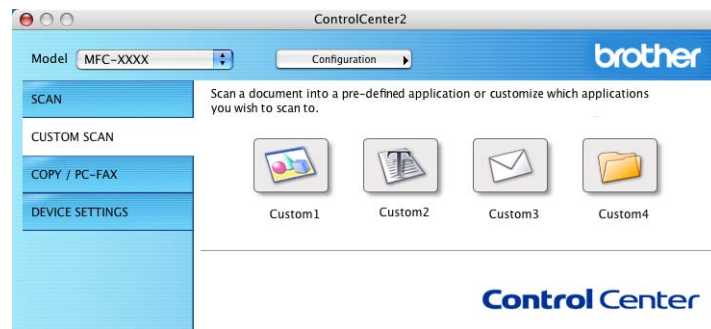 ControlCenter2
Model MFC-XXXX Configuration
brother
SCAN
CUSTOM SCAN
COPY / PC-FAX
DEVICE SETTINGS
Scan a document into a pre-defined application or customize which applications
you wish to scan to.
Custom1 Custom2 Custom3 Custom4
Control Center